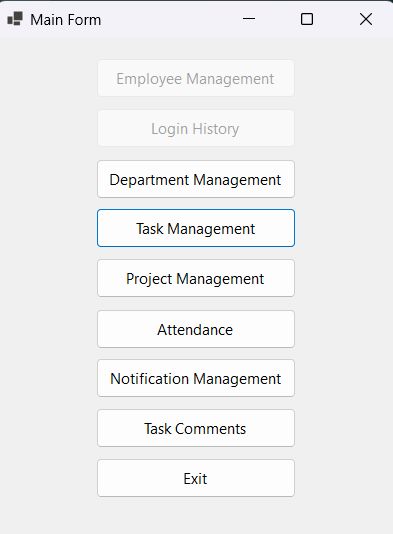 Main Form
Employee Management
Login History
Department Management
Task Management
Project Management
Attendance
Notification Management
Task Comments
Exit